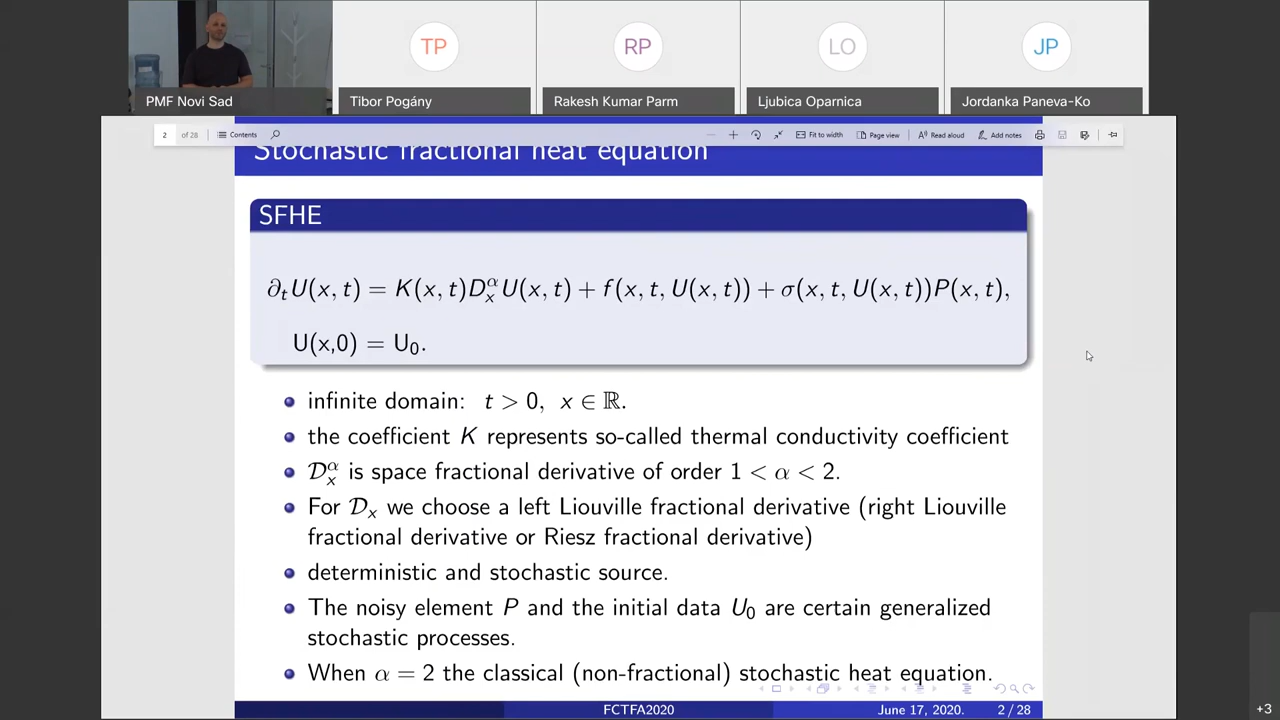 TP
RP
LO
JP
PMF Novi Sad
Tibor Pogány
Rakesh Kumar Parm
Ljubica Oparnica
Jordanka Paneva-Ko
2 of 28 Contents Fit to width Page view Read aloud Add notes
Stochastic fractional heat equation
SFHE
∂ₜU(x, t) = K(x, t)Dₓ^α U(x, t) + f(x, t, U(x, t)) + σ(x, t, U(x, t))P(x, t),
U(x,0) = U₀.
infinite domain: t > 0, x ∈ ℝ.
the coefficient K represents so-called thermal conductivity coefficient
𝒟ₓ^α is space fractional derivative of order 1 < α < 2.
For 𝒟ₓ we choose a left Liouville fractional derivative (right Liouville
fractional derivative or Riesz fractional derivative)
deterministic and stochastic source.
The noisy element P and the initial data U₀ are certain generalized
stochastic processes.
When α = 2 the classical (non-fractional) stochastic heat equation.
FCTFA2020 June 17, 2020. 2 / 28
+3